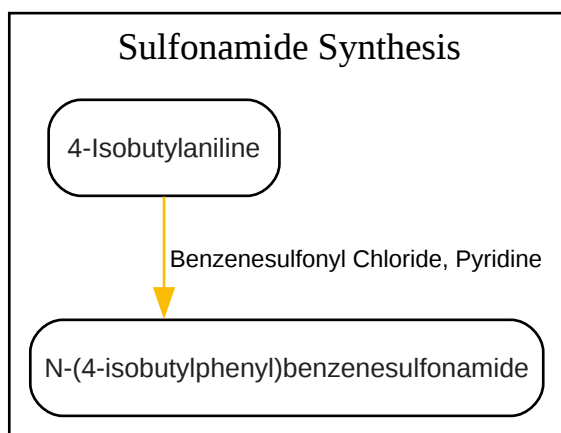 Sulfonamide Synthesis
4-Isobutylaniline
Benzenesulfonyl Chloride, Pyridine
N-(4-isobutylphenyl)benzenesulfonamide